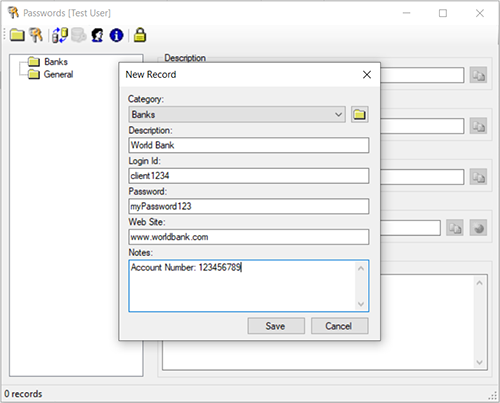 Passwords [Test User]
Banks
General
Description
New Record
Category:
Banks
Description:
World Bank
Login Id:
client1234
Password:
myPassword123
Web Site:
www.worldbank.com
Notes:
Account Number: 123456789
Save
Cancel
0 records